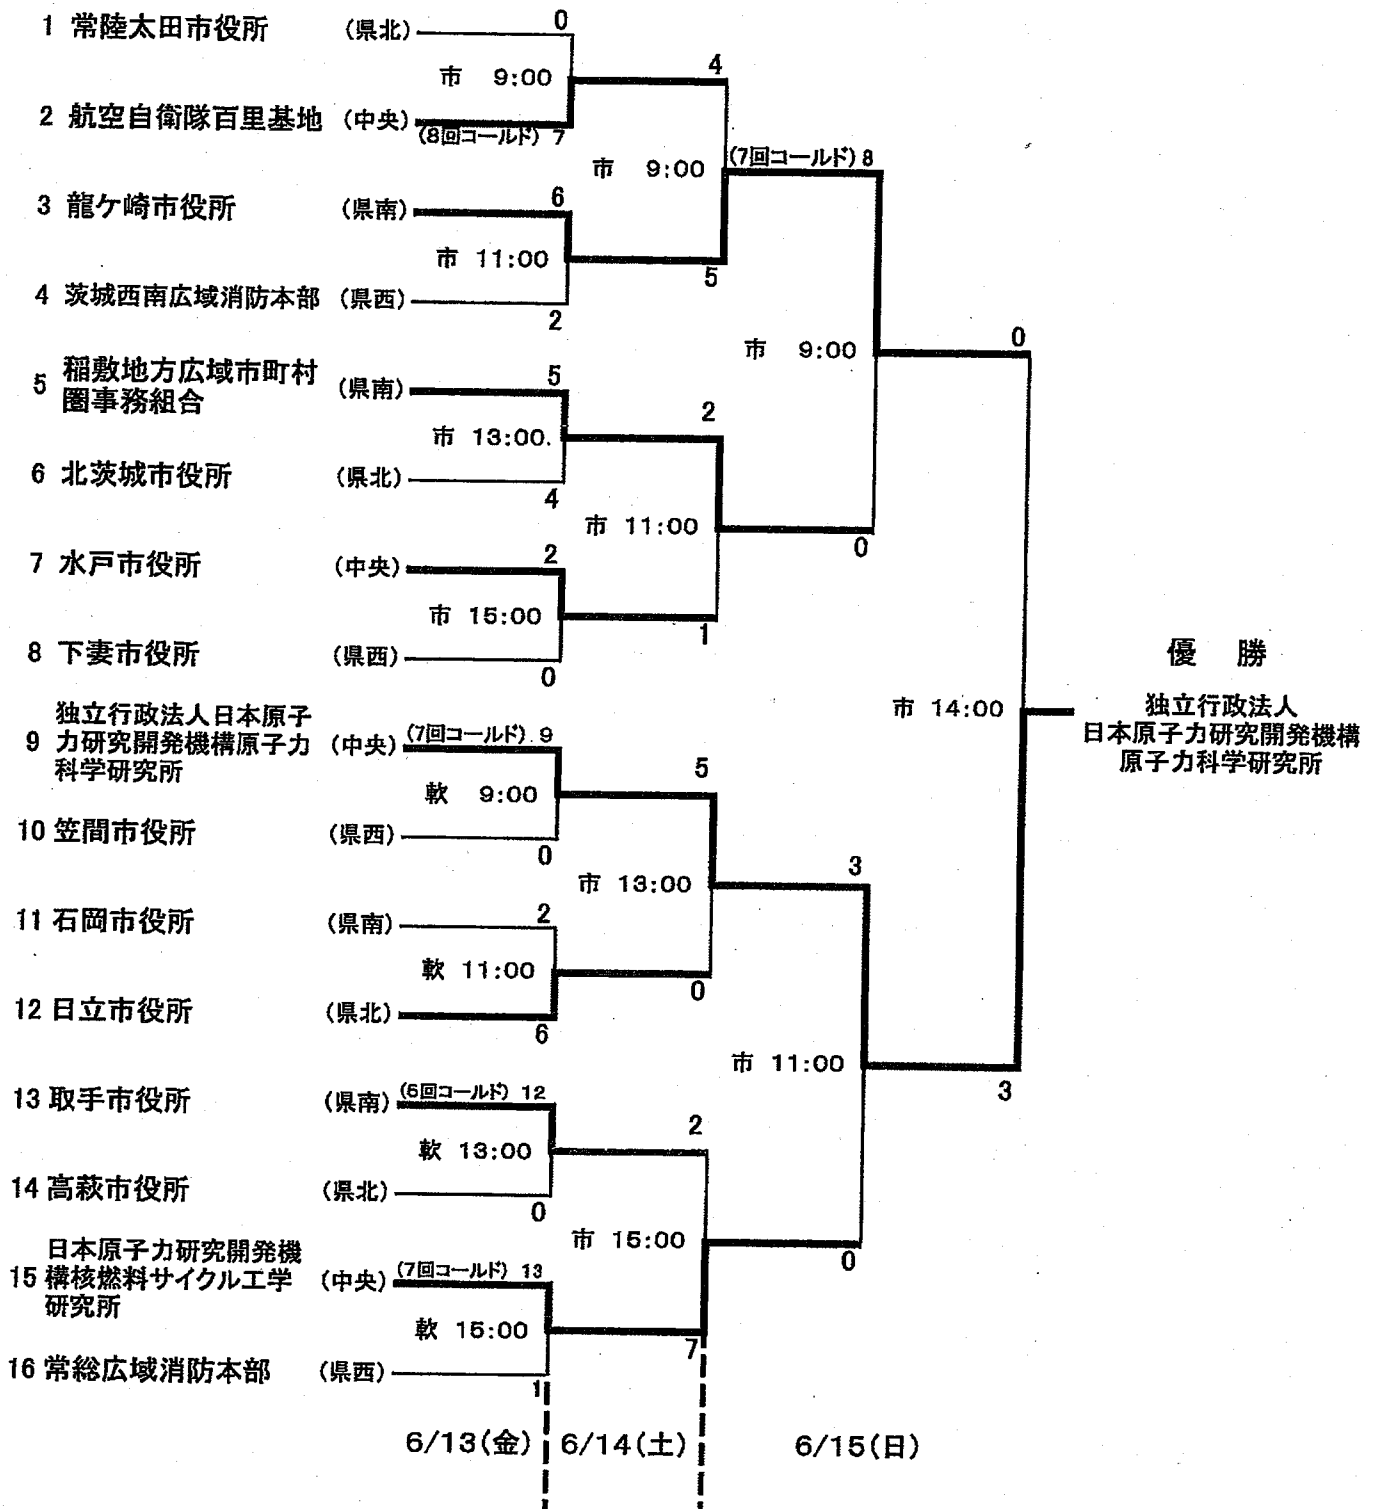 1 常陸太田市役所 (県北) 0
市 9:00 4
2 航空自衛隊百里基地 (中央) (8回コールド) 7
市 9:00 (7回コールド) 8
3 龍ケ崎市役所 (県南) 6
市 11:00 5
4 茨城西南広域消防本部 (県西) 2
市 9:00 0
5 稲敷地方広域市町村
圏事務組合 (県南) 5
市 13:00. 2
6 北茨城市役所 (県北) 4
市 11:00 0
7 水戸市役所 (中央) 2
市 15:00 1
8 下妻市役所 (県西) 0
優 勝
市 14:00
独立行政法人
日本原子力研究開発機構
原子力科学研究所
9 独立行政法人日本原子
力研究開発機構原子力
科学研究所 (中央) (7回コールド) 9
軟 9:00 5
10 笠間市役所 (県西) 0
市 13:00 3
11 石岡市役所 (県南) 2
軟 11:00 0
12 日立市役所 (県北) 6
市 11:00 3
13 取手市役所 (県南) (6回コールド) 12
軟 13:00 2
14 高萩市役所 (県北) 0
市 15:00 0
15 日本原子力研究開発機
構核燃料サイクル工学
研究所 (中央) (7回コールド) 13
軟 15:00 7
16 常総広域消防本部 (県西) 1
6/13(金) 6/14(土) 6/15(日)